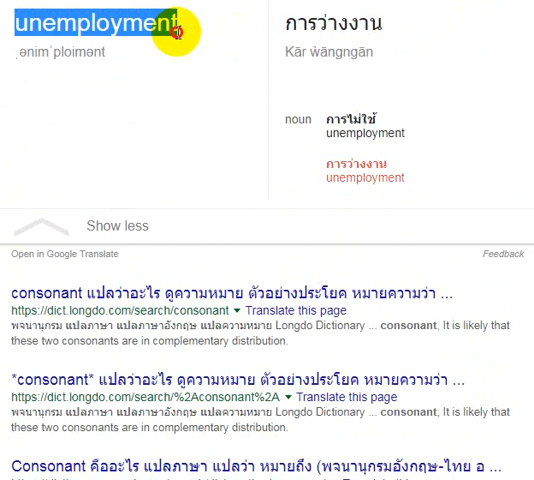 unemployment
การว่างงาน
ˌənimˈploimənt
Kār ẁāngngān
noun การไม่ใช้
unemployment
การว่างงาน
unemployment
Show less
Open in Google Translate
Feedback
consonant แปลว่าอะไร ดูความหมาย ตัวอย่างประโยค หมายความว่า ...
https://dict.longdo.com/search/consonant Translate this page
พจนานุกรม แปลภาษา แปลภาษาอังกฤษ แปลความหมาย Longdo Dictionary ... consonant, It is likely that
these two consonants are in complementary distribution.
*consonant* แปลว่าอะไร ดูความหมาย ตัวอย่างประโยค หมายความว่า ...
https://dict.longdo.com/search/%2Aconsonant%2A Translate this page
พจนานุกรม แปลภาษา แปลภาษาอังกฤษ แปลความหมาย Longdo Dictionary ... consonant, It is likely that
these two consonants are in complementary distribution.
Consonant คืออะไร แปลภาษา แปลว่า หมายถึง (พจนานุกรมอังกฤษ-ไทย อ ...